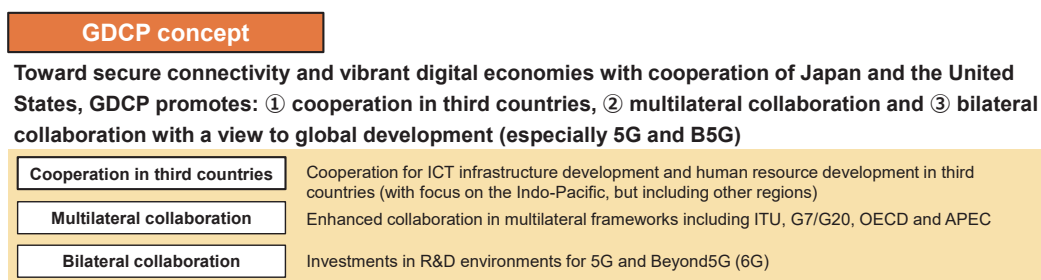 GDCP concept
Toward secure connectivity and vibrant digital economies with cooperation of Japan and the United
States, GDCP promotes: ① cooperation in third countries, ② multilateral collaboration and ③ bilateral
collaboration with a view to global development (especially 5G and B5G)
Cooperation in third countries
Cooperation for ICT infrastructure development and human resource development in third
countries (with focus on the Indo-Pacific, but including other regions)
Multilateral collaboration
Enhanced collaboration in multilateral frameworks including ITU, G7/G20, OECD and APEC
Bilateral collaboration
Investments in R&D environments for 5G and Beyond5G (6G)